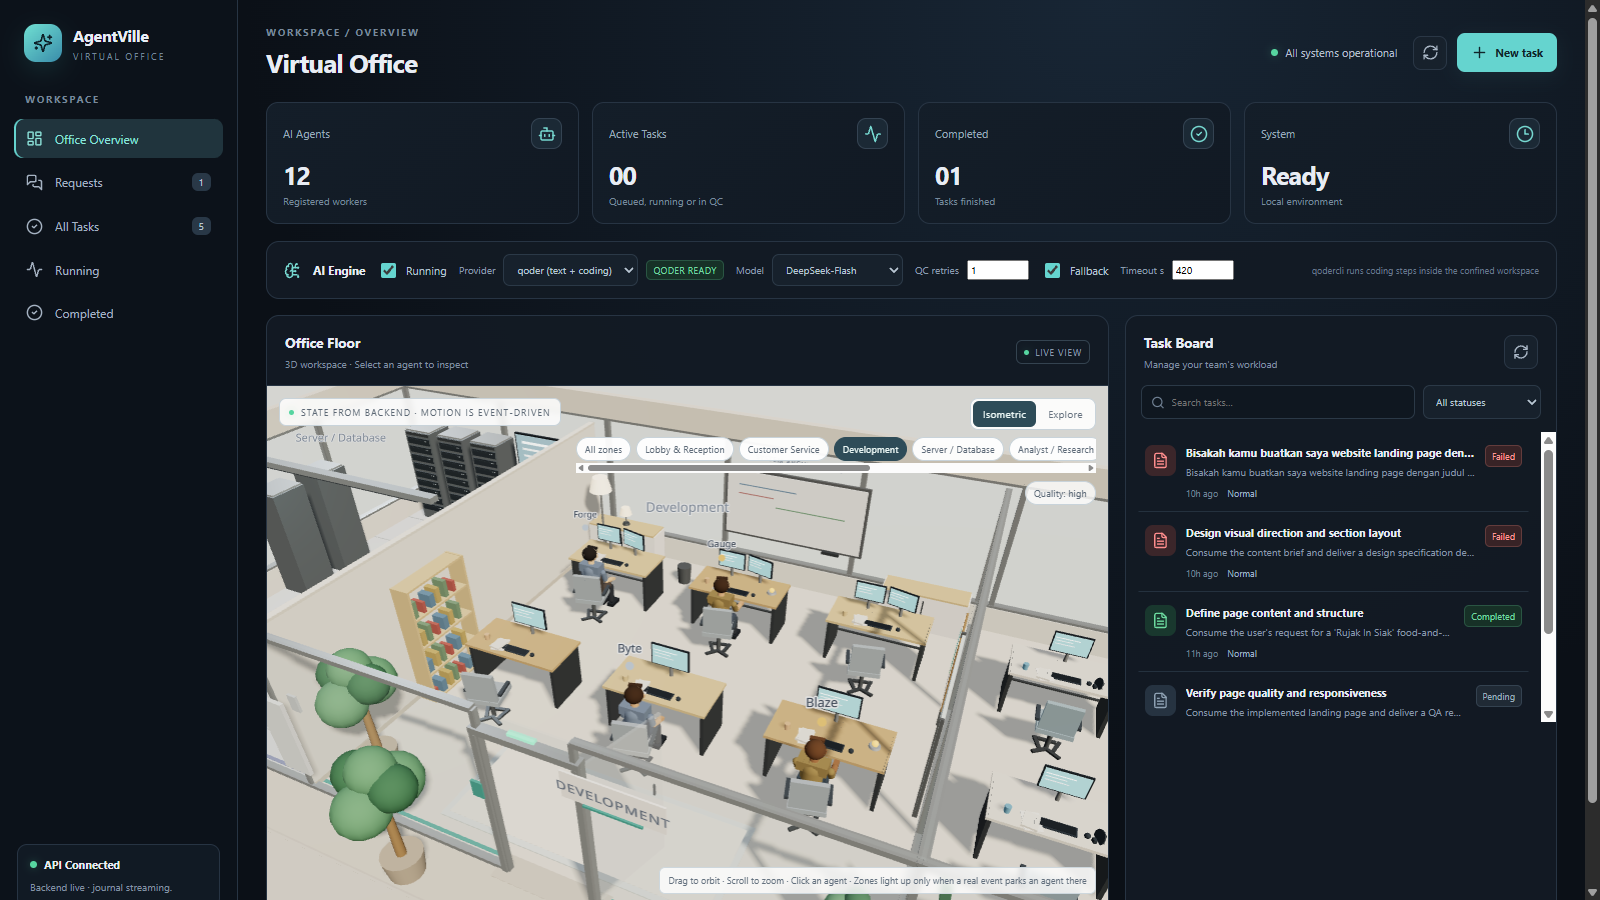 AgentVille
VIRTUAL OFFICE
WORKSPACE
Office Overview
Requests 1
All Tasks 5
Running
Completed
API Connected
Backend live · journal streaming.
WORKSPACE / OVERVIEW
Virtual Office
All systems operational
New task
AI Agents
12
Registered workers
Active Tasks
00
Queued, running or in QC
Completed
01
Tasks finished
System
Ready
Local environment
AI Engine Running Provider qoder (text + coding) QODER READY Model DeepSeek-Flash QC retries 1 Fallback Timeout s 420 qodercli runs coding steps inside the confined workspace
Office Floor
3D workspace · Select an agent to inspect
LIVE VIEW
STATE FROM BACKEND · MOTION IS EVENT-DRIVEN
Isometric Explore
Server / Database
All zones Lobby & Reception Customer Service Development Server / Database Analyst / Research
Quality: high
Development
Forge
Gauge
Byte
Blaze
DEVELOPMENT
Drag to orbit · Scroll to zoom · Click an agent · Zones light up only when a real event parks an agent there
Task Board
Manage your team's workload
Search tasks... All statuses
Bisakah kamu buatkan saya website landing page den... Failed
Bisakah kamu buatkan saya website landing page dengan judul ...
10h ago Normal
Design visual direction and section layout Failed
Consume the content brief and deliver a design specification de...
10h ago Normal
Define page content and structure Completed
Consume the user's request for a 'Rujak In Siak' food-and-...
11h ago Normal
Verify page quality and responsiveness Pending
Consume the implemented landing page and deliver a QA re...